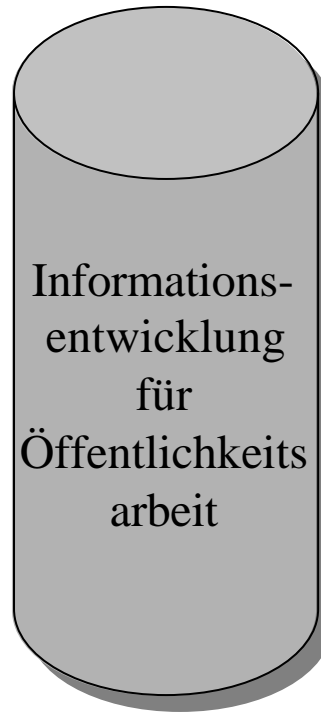 Informations-
entwicklung
für
Öffentlichkeits
arbeit